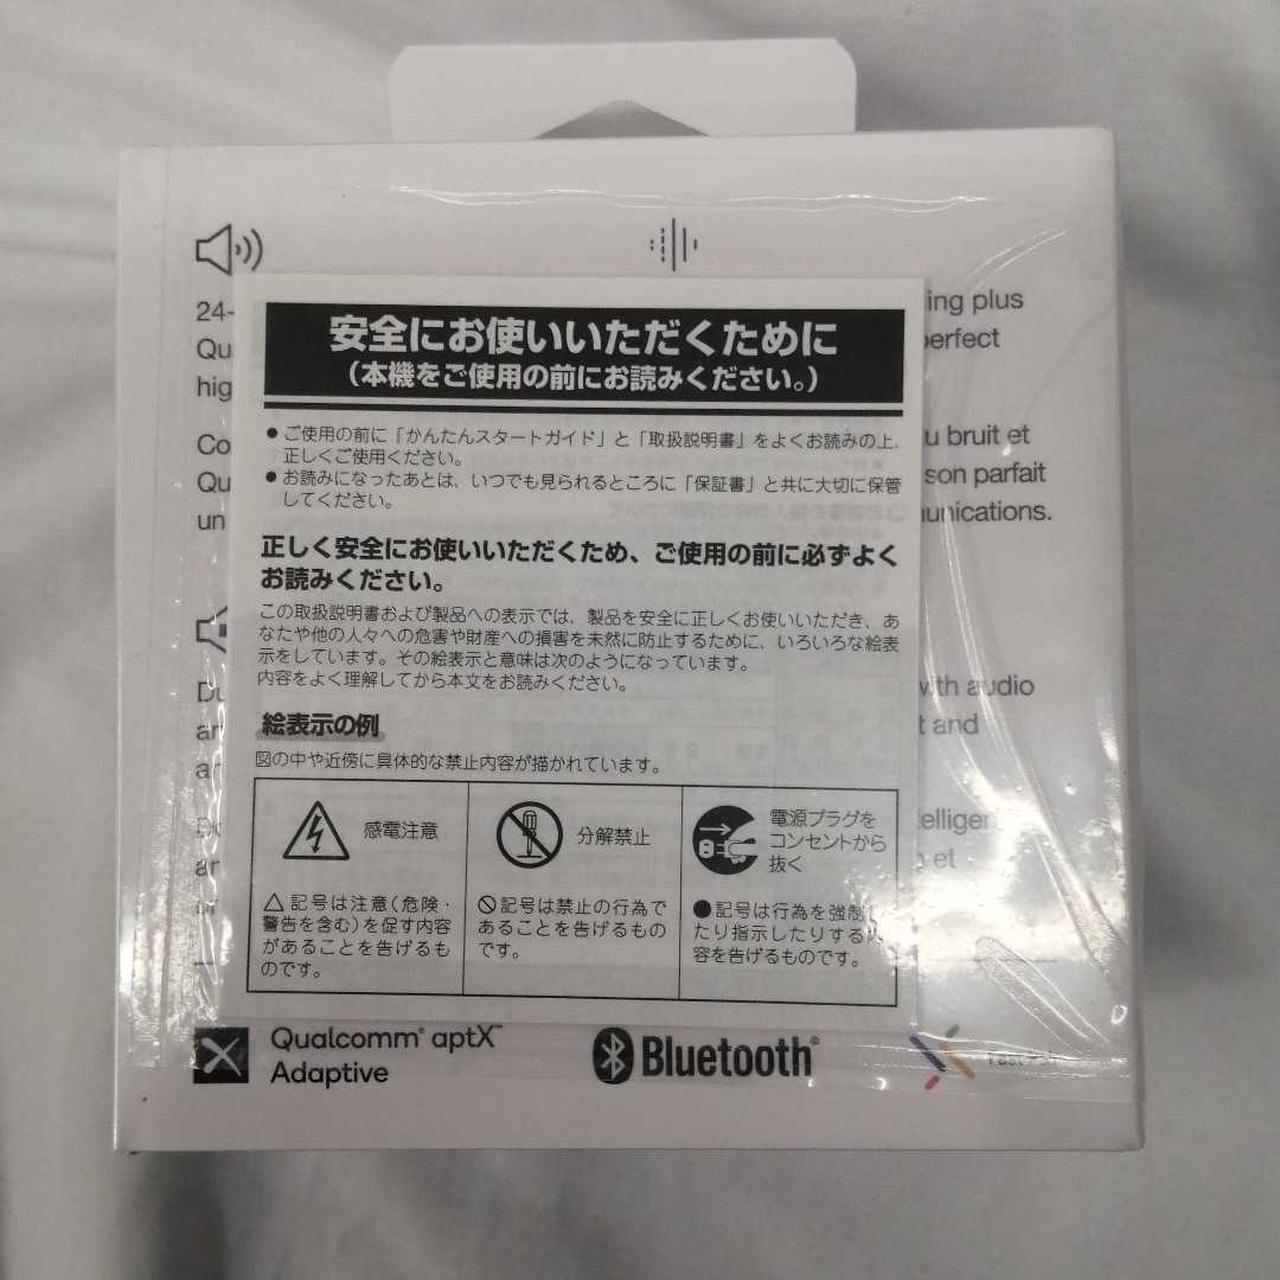 24-
Qu
hig
ing plus
perfect
Co
Qu
un
u bruit et
son parfait
unications.
安全にお使いいただくために
（本機をご使用の前にお読みください。）
●ご使用の前に「かんたんスタートガイド」と「取扱説明書」をよくお読みの上、
正しくご使用ください。
●お読みになったあとは、いつでも見られるところに「保証書」と共に大切に保管
してください。
正しく安全にお使いいただくため、ご使用の前に必ずよく
お読みください。
この取扱説明書および製品への表示では、製品を安全に正しくお使いいただき、あ
なたや他の人々への危害や財産への損害を未然に防止するために、いろいろな絵表
示をしています。その絵表示と意味は次のようになっています。
内容をよく理解してから本文をお読みください。
絵表示の例
図の中や近傍に具体的な禁止内容が描かれています。
感電注意
△記号は注意（危険・
警告を含む）を促す内容
があることを告げるも
のです。
分解禁止
⃠記号は禁止の行為で
あることを告げるもの
です。
電源プラグを
コンセントから
抜く
●記号は行為を強制し
たり指示したりする内
容を告げるものです。
Du
an
ar
with audio
t and
De
ar
elligen
et
Qualcomm® aptX™
Adaptive
Bluetooth®